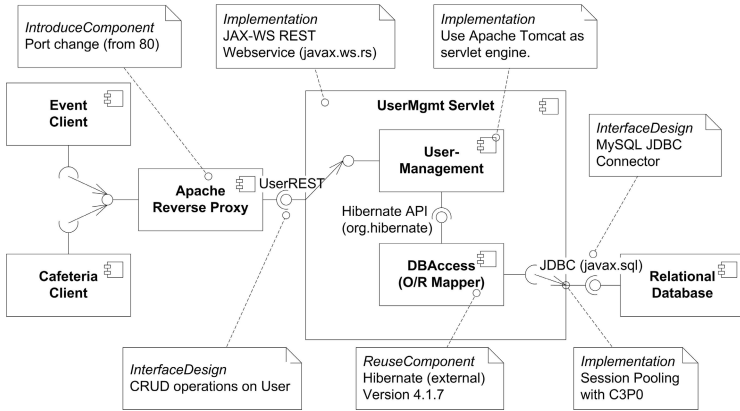 IntroduceComponent
Port change (from 80)
Implementation
JAX-WS REST
Webservice (javax.ws.rs)
Implementation
Use Apache Tomcat as
servlet engine.
Event
Client
UserMgmt Servlet
InterfaceDesign
MySQL JDBC
Connector
User-
Management
Apache
Reverse Proxy
UserREST
Hibernate API
(org.hibernate)
Cafeteria
Client
DBAccess
(O/R Mapper)
JDBC (javax.sql)
Relational
Database
InterfaceDesign
CRUD operations on User
ReuseComponent
Hibernate (external)
Version 4.1.7
Implementation
Session Pooling
with C3P0